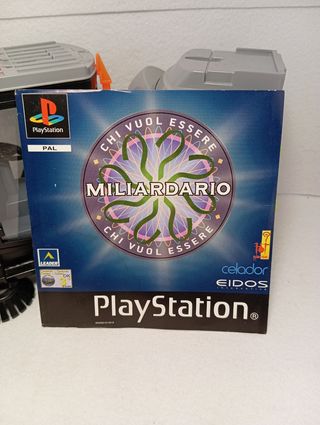 PlayStation
PAL
CHI VUOL ESSERE
MILIARDARIO
CHI VUOL ESSERE
LEADER
celador
EIDOS
PlayStation®